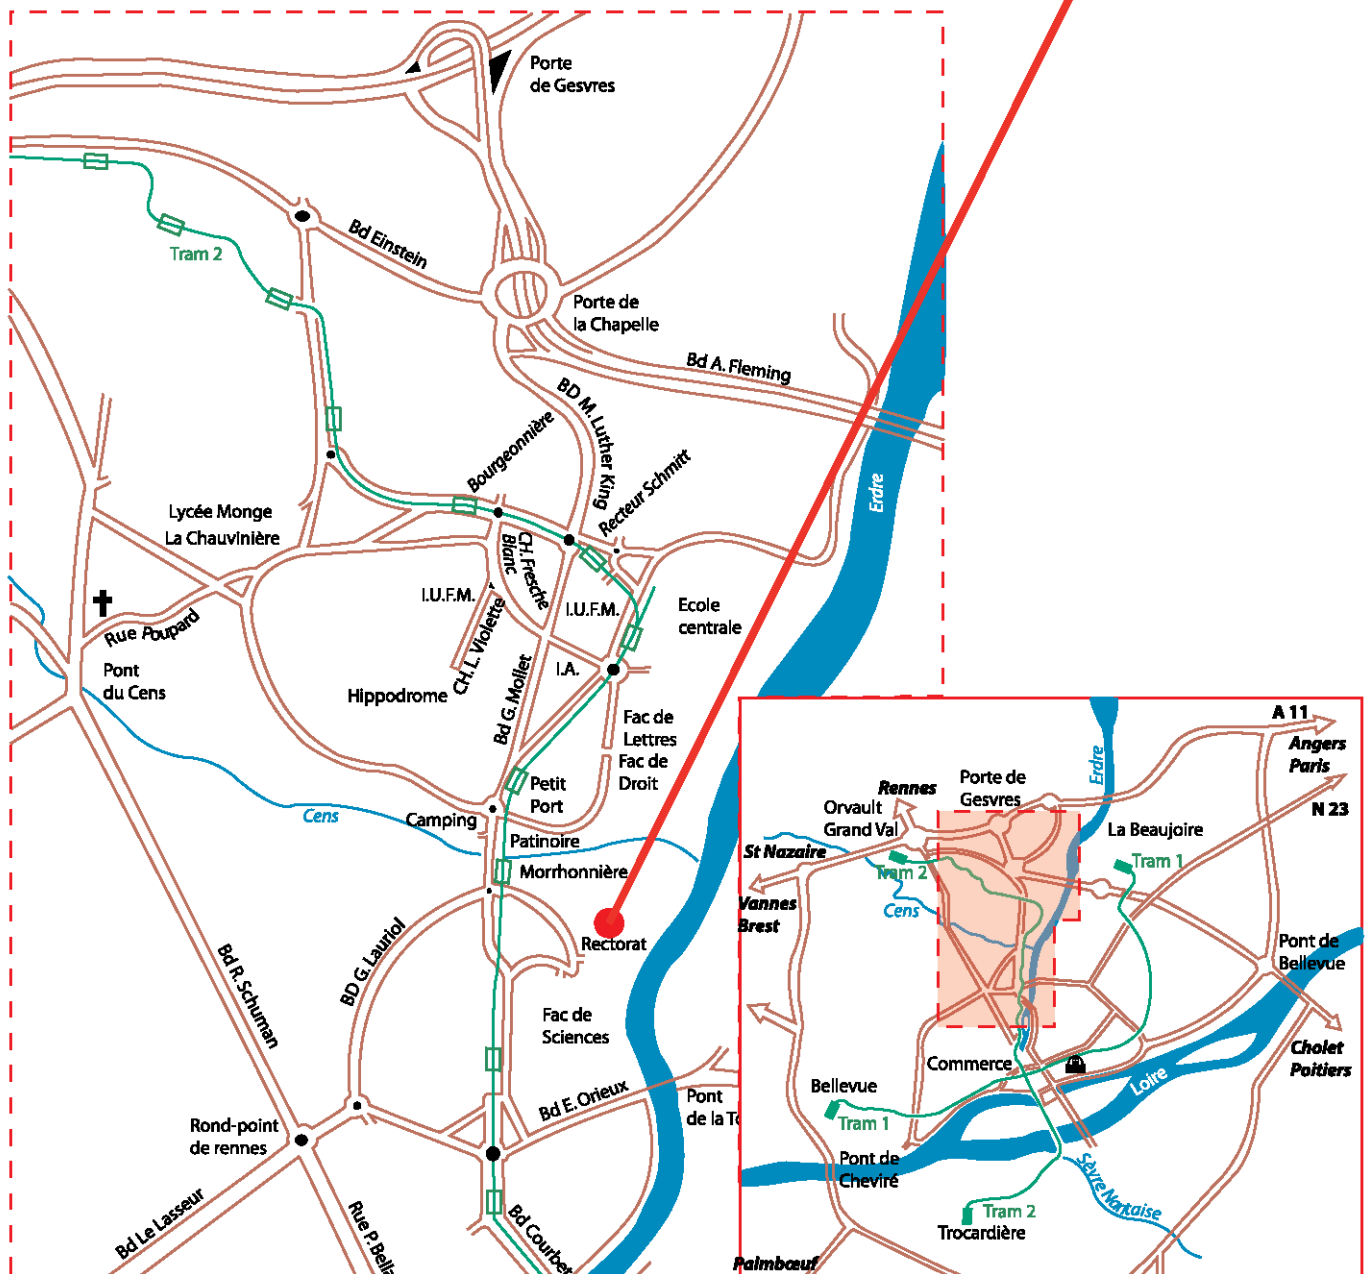 Porte
de Gesvres
Bd Einstein
Tram 2
Porte de
la Chapelle
Bd A. Fleming
BD M. Luther King
Bourgeonnière
Recteur Schmitt
Erdre
Lycée Monge
La Chauvinière
CH. Fresche
Blanc
I.U.F.M.
I.U.F.M.
Ecole
centrale
Rue Poupard
CH. L. Violette
Pont
du Cens
I.A.
Hippodrome
Bd G. Mollet
Fac de
Lettres
Fac de
Droit
Petit
Port
Cens
Camping
Patinoire
Morrhonnière
Rectorat
BD G. Lauriol
Bd R. Schuman
Fac de
Sciences
Bd E. Orieux
Pont
de la To
Rond-point
de rennes
Bd Le Lasseur
Rue P. Bella
Bd Courbet
A 11
Angers
Paris
Erdre
Porte de
Gesvres
Rennes
N 23
Orvault
Grand Val
La Beaujoire
St Nazaire
Tram 1
Tram 2
Vannes
Brest
Cens
Pont de
Bellevue
Commerce
Cholet
Poitiers
Bellevue
Loire
Tram 1
Pont de
Cheviré
Sèvre Nantaise
Tram 2
Trocardière
Paimbœuf